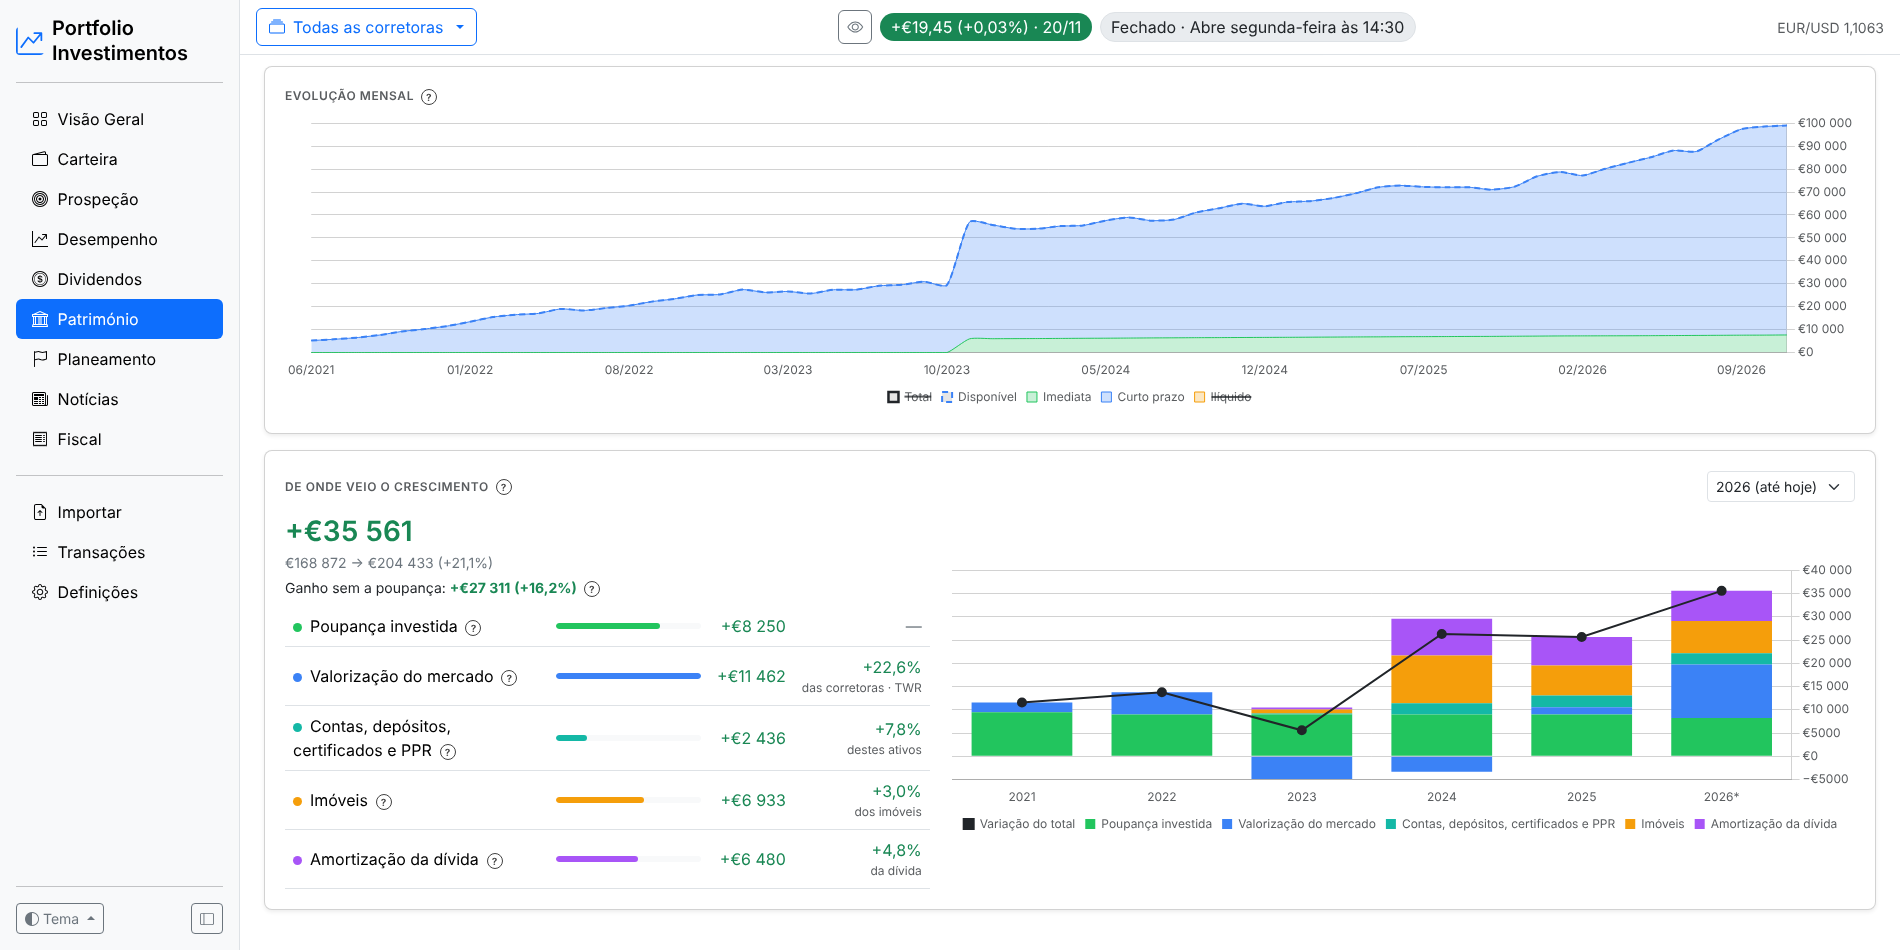 Portfolio
Investimentos
Todas as corretoras
+€19,45 (+0,03%) · 20/11
Fechado · Abre segunda-feira às 14:30
EUR/USD 1,1063
Visão Geral
Carteira
Prospeção
Desempenho
Dividendos
Património
Planeamento
Notícias
Fiscal
Importar
Transações
Definições
Tema
EVOLUÇÃO MENSAL ?
€100 000
€90 000
€80 000
€70 000
€60 000
€50 000
€40 000
€30 000
€20 000
€10 000
€0
06/2021 01/2022 08/2022 03/2023 10/2023 05/2024 12/2024 07/2025 02/2026 09/2026
Total Disponível Imediata Curto prazo Ilíquido
DE ONDE VEIO O CRESCIMENTO ?
2026 (até hoje)
+€35 561
€168 872 → €204 433 (+21,1%)
Ganho sem a poupança: +€27 311 (+16,2%) ?
Poupança investida ? +€8 250 —
Valorização do mercado ? +€11 462 +22,6%
das corretoras · TWR
Contas, depósitos,
certificados e PPR ? +€2 436 +7,8%
destes ativos
Imóveis ? +€6 933 +3,0%
dos imóveis
Amortização da dívida ? +€6 480 +4,8%
da dívida
€40 000
€35 000
€30 000
€25 000
€20 000
€15 000
€10 000
€5000
€0
−€5000
2021 2022 2023 2024 2025 2026*
Variação do total Poupança investida Valorização do mercado Contas, depósitos, certificados e PPR Imóveis Amortização da dívida